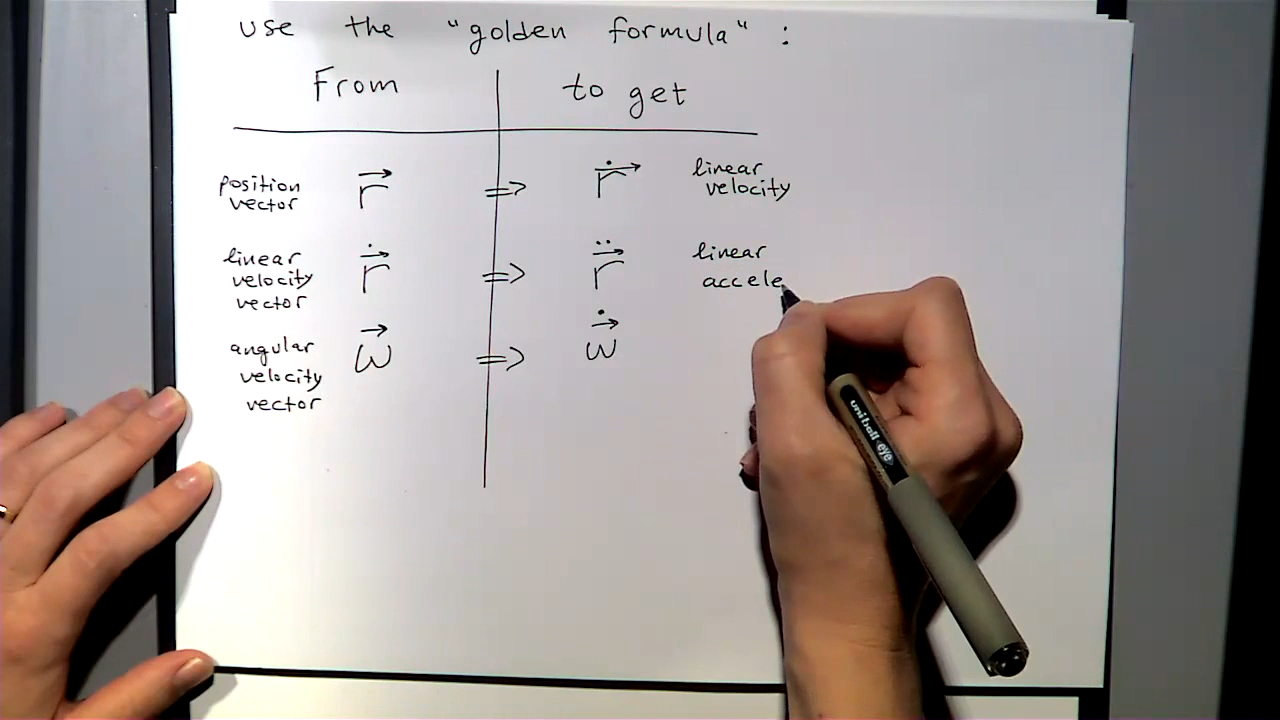 use the "golden formula" :
From to get
position vector r⃗ ⇒ ṙ⃗ linear velocity
linear velocity vector ṙ⃗ ⇒ r̈⃗ linear accele
angular velocity vector ω⃗ ⇒ ω̇⃗
uni-ball eye